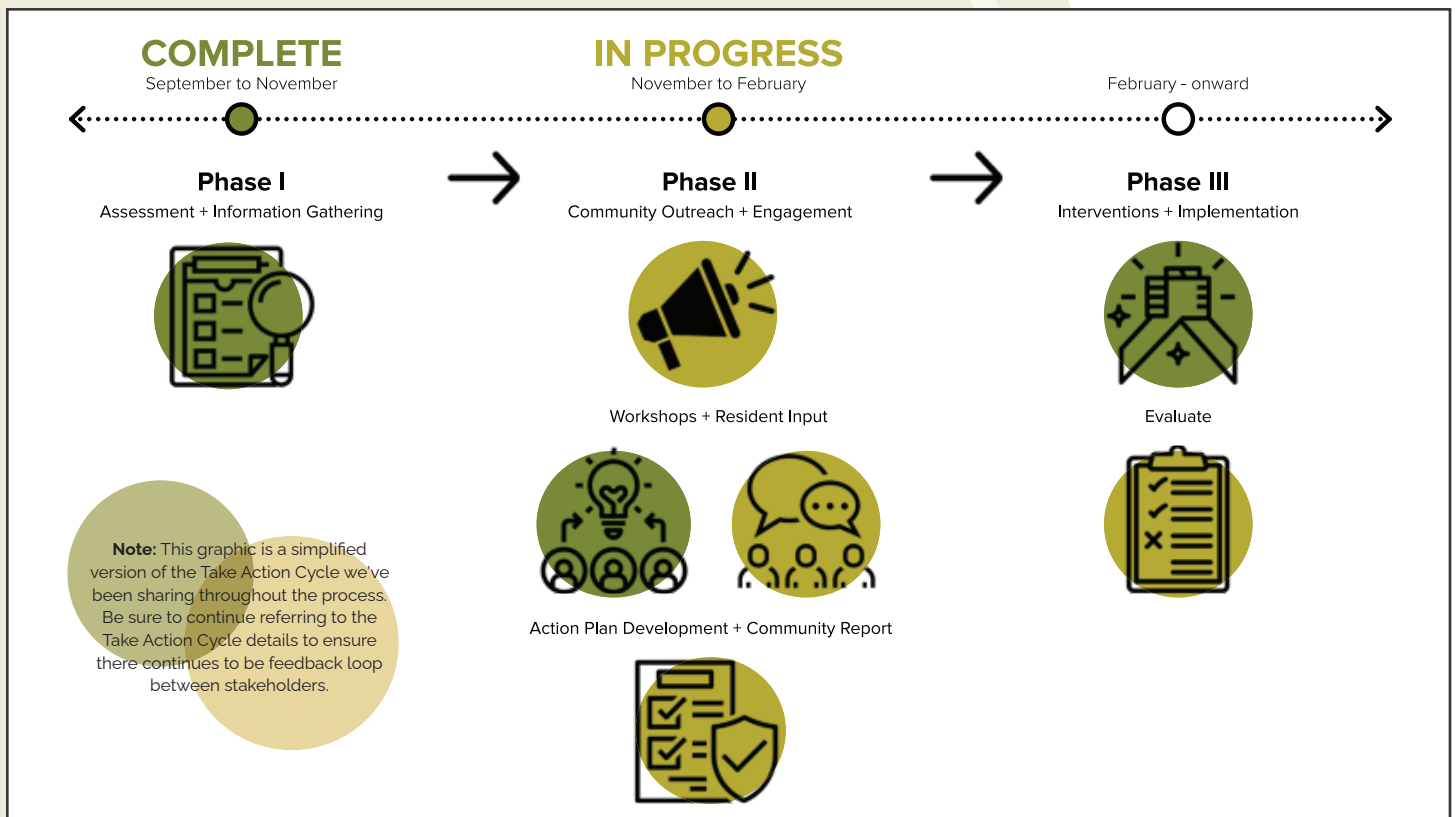 COMPLETE
September to November
IN PROGRESS
November to February
February - onward
Phase I
Assessment + Information Gathering
Phase II
Community Outreach + Engagement
Phase III
Interventions + Implementation
Workshops + Resident Input
Evaluate
Note: This graphic is a simplified
version of the Take Action Cycle we've
been sharing throughout the process.
Be sure to continue referring to the
Take Action Cycle details to ensure
there continues to be feedback loop
between stakeholders.
Action Plan Development + Community Report